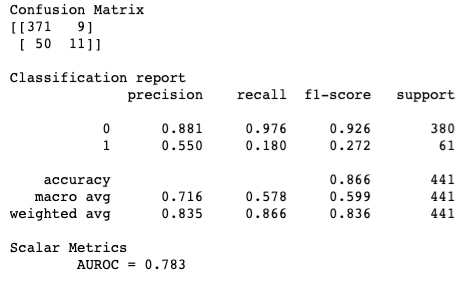 Confusion Matrix
[[371   9]
 [ 50  11]]
Classification report
              precision    recall  f1-score   support
           0      0.881     0.976     0.926       380
           1      0.550     0.180     0.272        61
    accuracy                          0.866       441
   macro avg      0.716     0.578     0.599       441
weighted avg      0.835     0.866     0.836       441
Scalar Metrics
        AUROC = 0.783